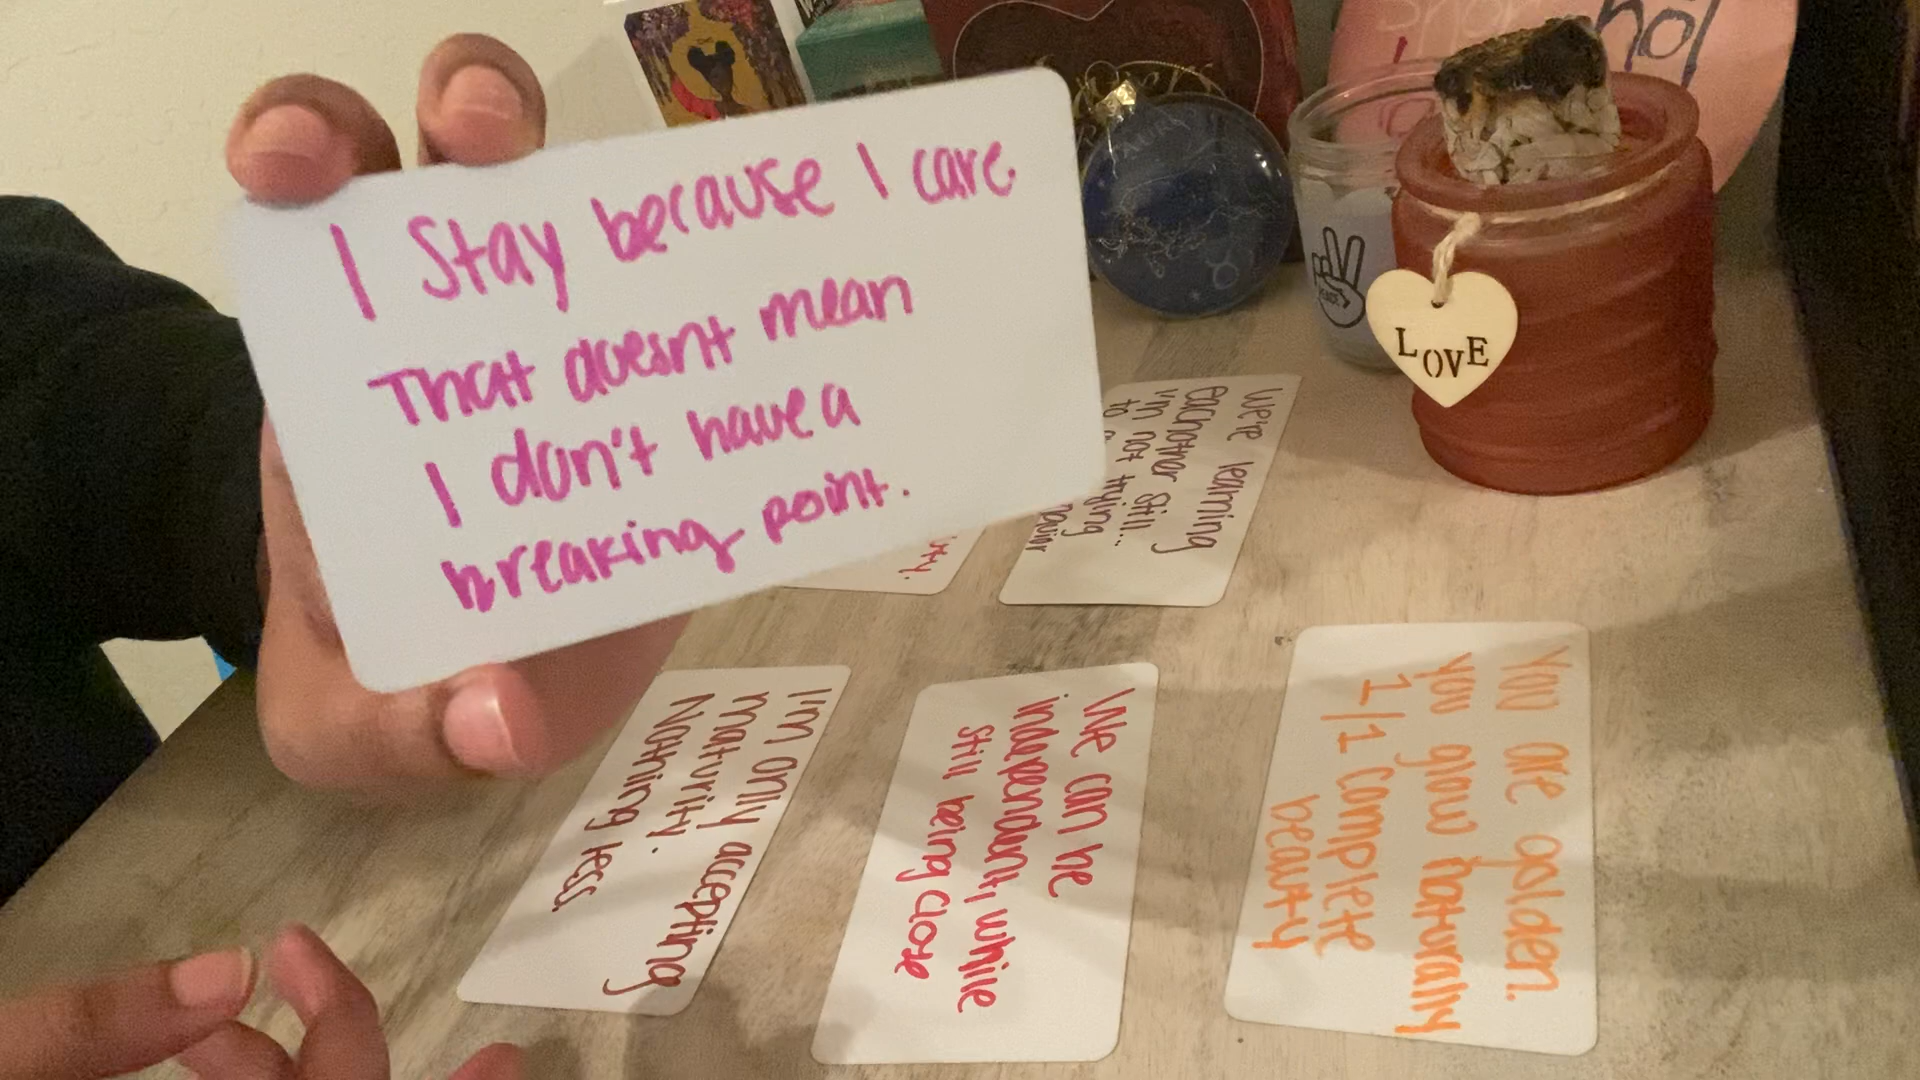 I Stay because I care
That doesn't mean
I don't have a
breaking point.
LOVE
We're learning
eachother still...
I'm not trying
to
I'm only accepting
maturity.
Nothing less.
We can be
independent, while
still being close
You are golden.
you glow naturally
1/1 complete
beauty